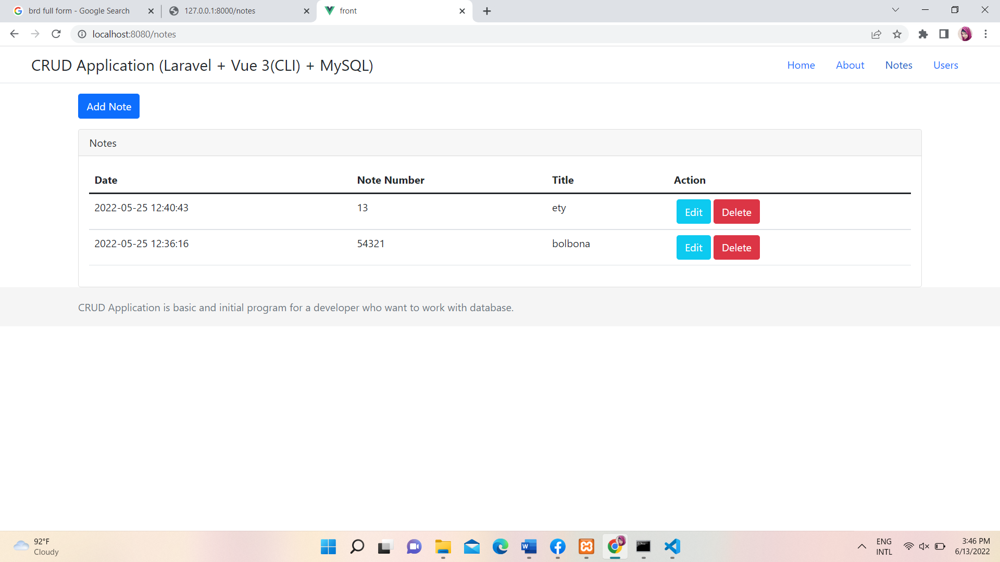 brd full form - Google Search
127.0.0.1:8000/notes
front
localhost:8080/notes
CRUD Application (Laravel + Vue 3(CLI) + MySQL)
Home About Notes Users
Add Note
Notes
Date Note Number Title Action
2022-05-25 12:40:43 13 ety Edit Delete
2022-05-25 12:36:16 54321 bolbona Edit Delete
CRUD Application is basic and initial program for a developer who want to work with database.
92°F
Cloudy
ENG
INTL
3:46 PM
6/13/2022